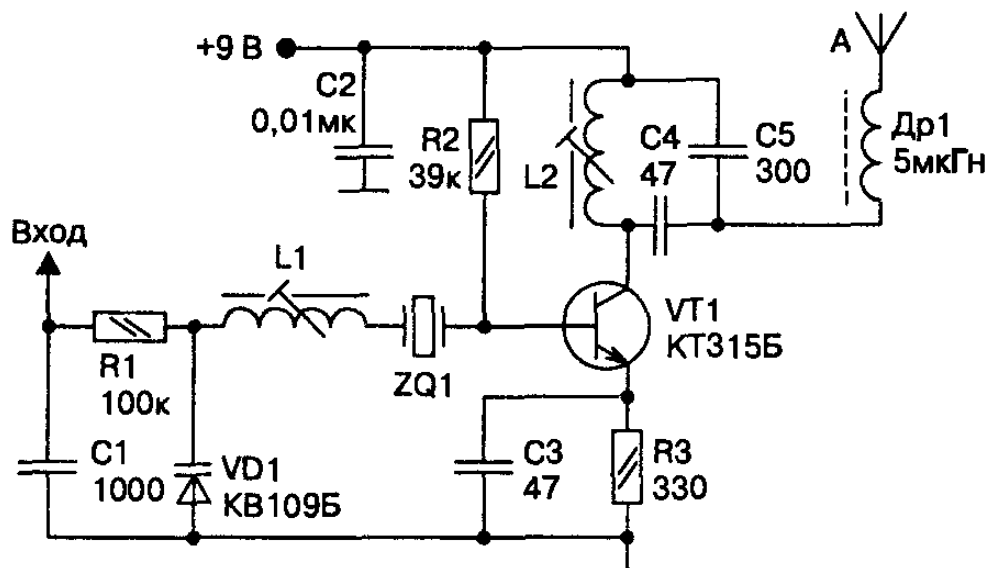 +9 В
А
C2
0,01мк
R2
39к
L2
C4
47
C5
300
Др1
5мкГн
Вход
L1
R1
100к
ZQ1
VT1
КТ315Б
C1
1000
VD1
КВ109Б
C3
47
R3
330